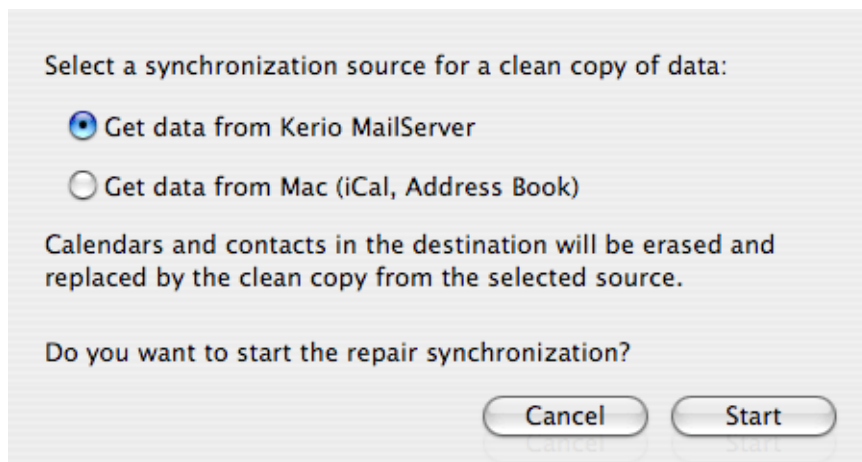 Select a synchronization source for a clean copy of data:
Get data from Kerio MailServer
Get data from Mac (iCal, Address Book)
Calendars and contacts in the destination will be erased and
replaced by the clean copy from the selected source.
Do you want to start the repair synchronization?
Cancel Start